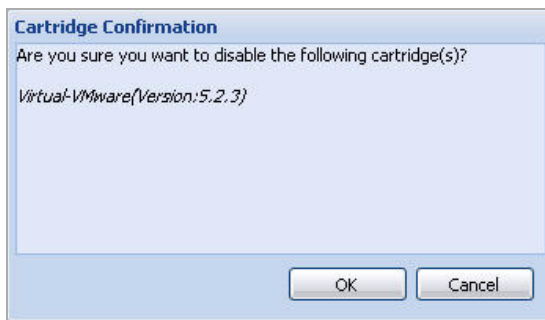 Cartridge Confirmation
Are you sure you want to disable the following cartridge(s)?
Virtual-VMware(Version:5.2.3)
OK
Cancel